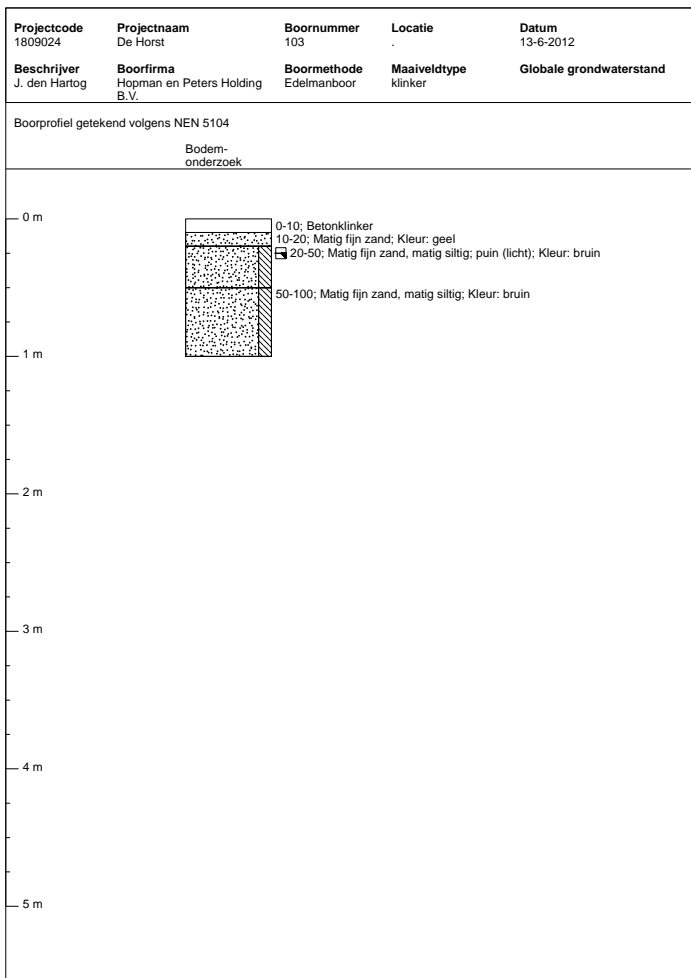 Projectcode Projectnaam Boornummer Locatie Datum
1809024 De Horst 103 . 13-6-2012
Beschrijver Boorfirma Boormethode Maaiveldtype Globale grondwaterstand
J. den Hartog Hopman en Peters Holding Edelmanboor klinker
B.V.
Boorprofiel getekend volgens NEN 5104
Bodem-
onderzoek
0 m
0-10; Betonklinker
10-20; Matig fijn zand; Kleur: geel
20-50; Matig fijn zand, matig siltig; puin (licht); Kleur: bruin
50-100; Matig fijn zand, matig siltig; Kleur: bruin
1 m
2 m
3 m
4 m
5 m